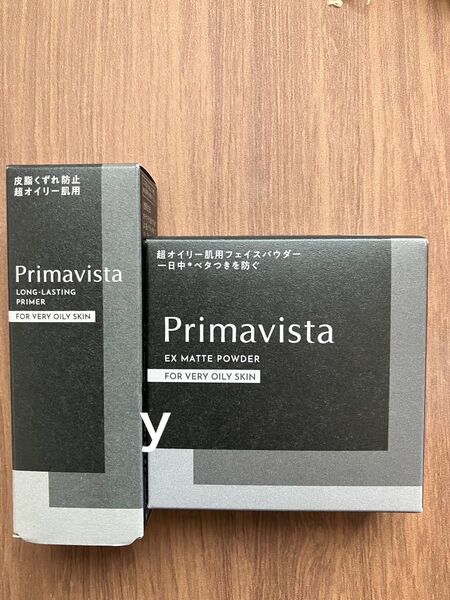 皮脂くずれ防止
超オイリー肌用
Primavista
LONG-LASTING
PRIMER
FOR VERY OILY SKIN
超オイリー肌用フェイスパウダー
一日中*ベタつきを防ぐ
Primavista
EX MATTE POWDER
FOR VERY OILY SKIN
y